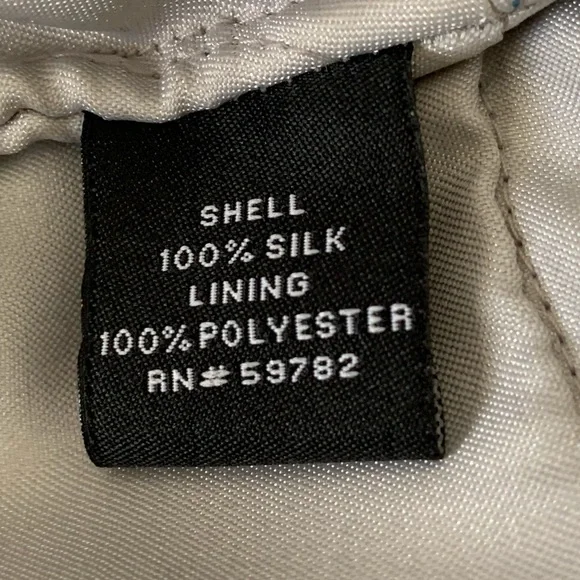 SHELL
100% SILK
LINING
100% POLYESTER
RN# 59782